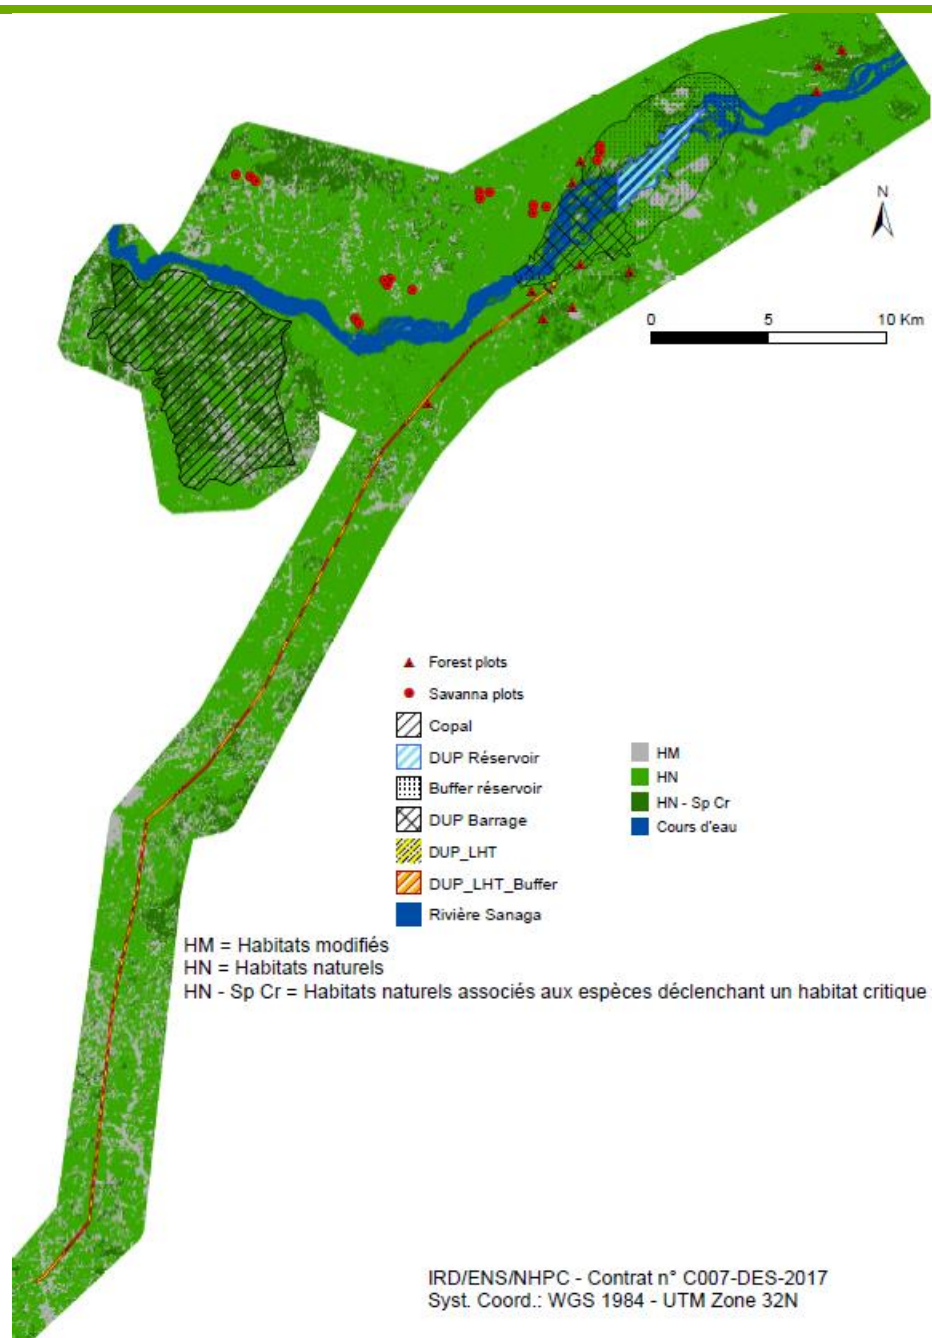 N
0 5 10 Km
Forest plots
Savanna plots
Copal
DUP Réservoir
Buffer réservoir
DUP Barrage
DUP_LHT
DUP_LHT_Buffer
Rivière Sanaga
HM
HN
HN - Sp Cr
Cours d'eau
HM = Habitats modifiés
HN = Habitats naturels
HN - Sp Cr = Habitats naturels associés aux espèces déclenchant un habitat critique
IRD/ENS/NHPC - Contrat n° C007-DES-2017
Syst. Coord.: WGS 1984 - UTM Zone 32N